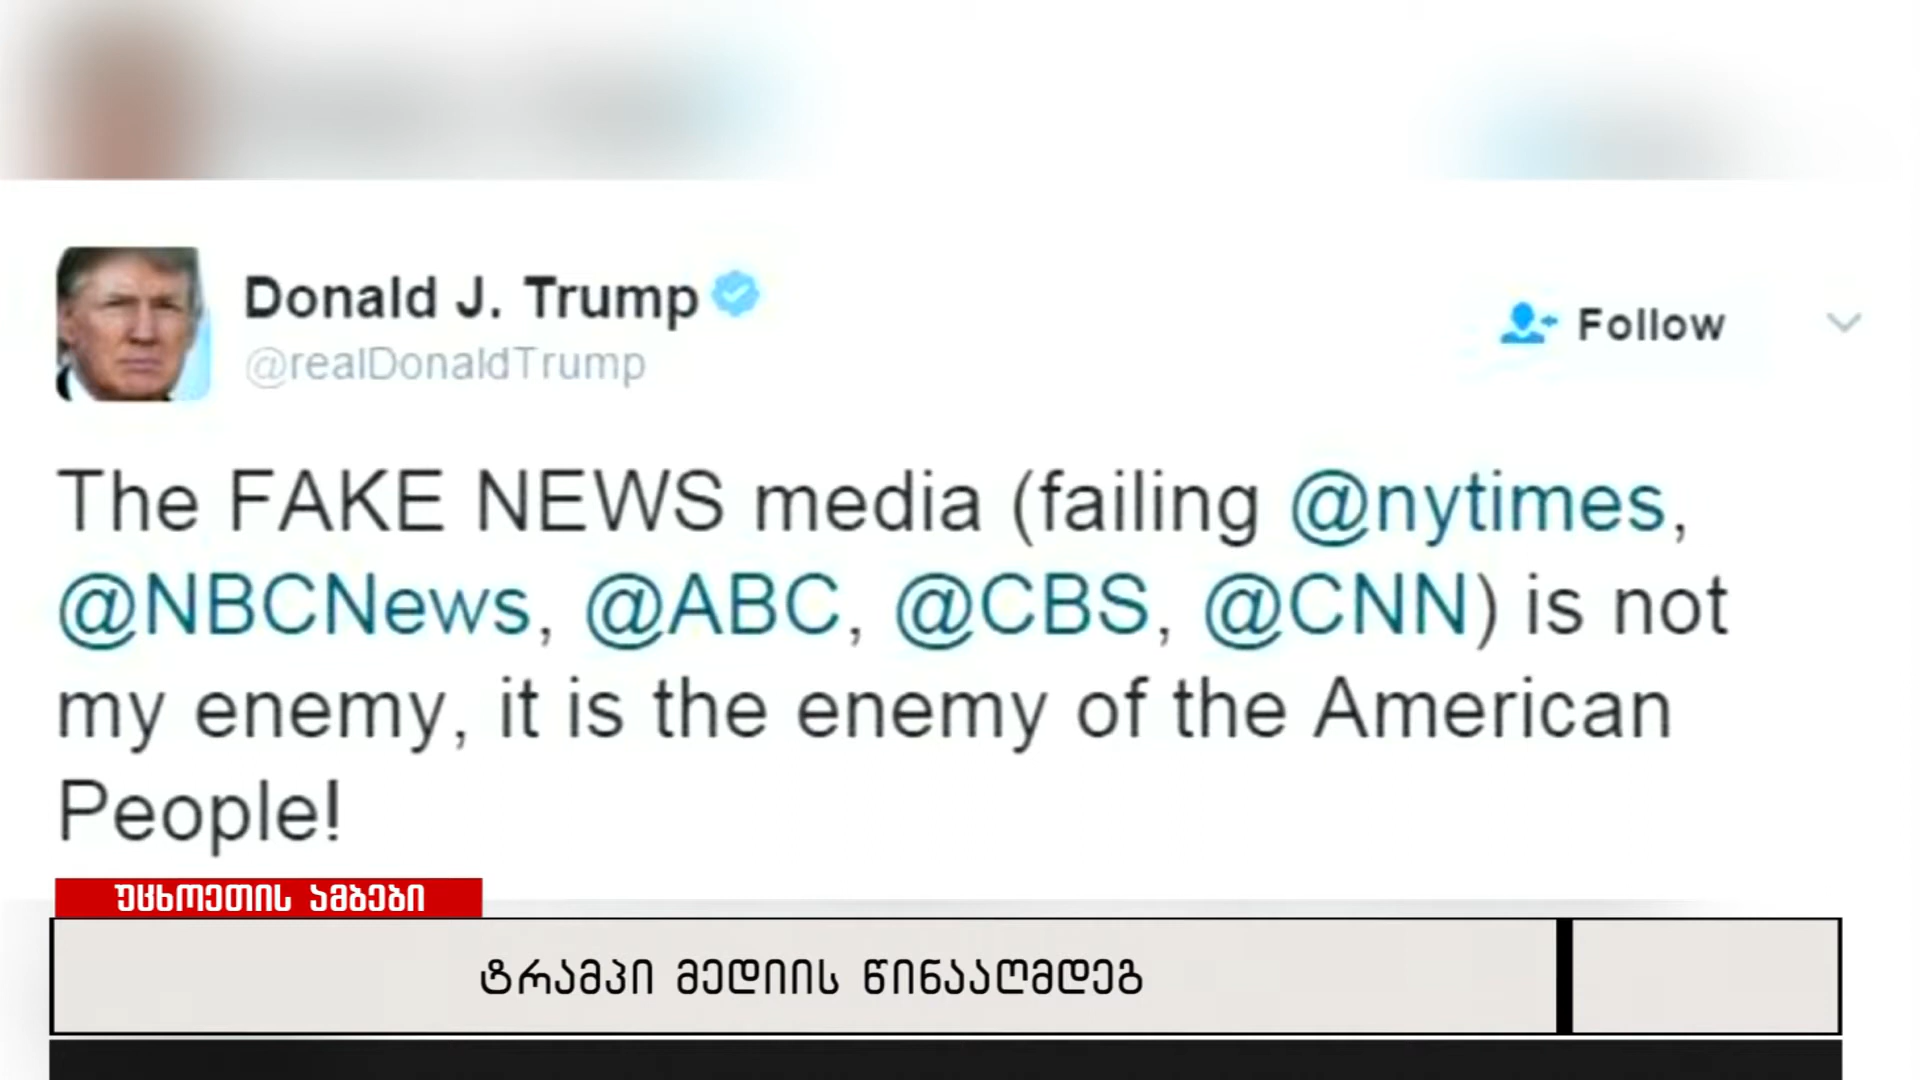 Donald J. Trump
@realDonaldTrump
Follow
The FAKE NEWS media (failing @nytimes,
@NBCNews, @ABC, @CBS, @CNN) is not
my enemy, it is the enemy of the American
People!
უცხოეთის ამბები
ტრამპი მედიის წინააღმდეგ